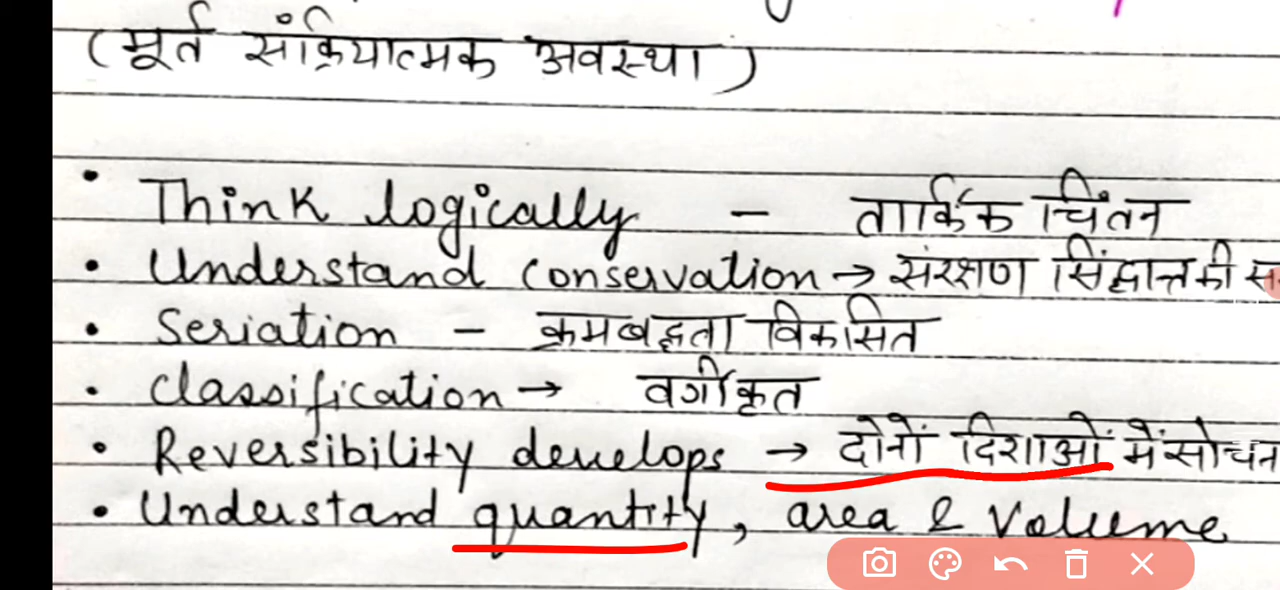 (मूर्त संक्रियात्मक अवस्था)
• Think logically - तार्किक चिंतन
• Understand conservation → संरक्षण सिद्धान्त की
• Seriation - क्रमबद्धता विकसित
• Classification → वर्गीकृत
• Reversibility develops → दोनों दिशाओं में सोचन
• Understand quantity, area & volume